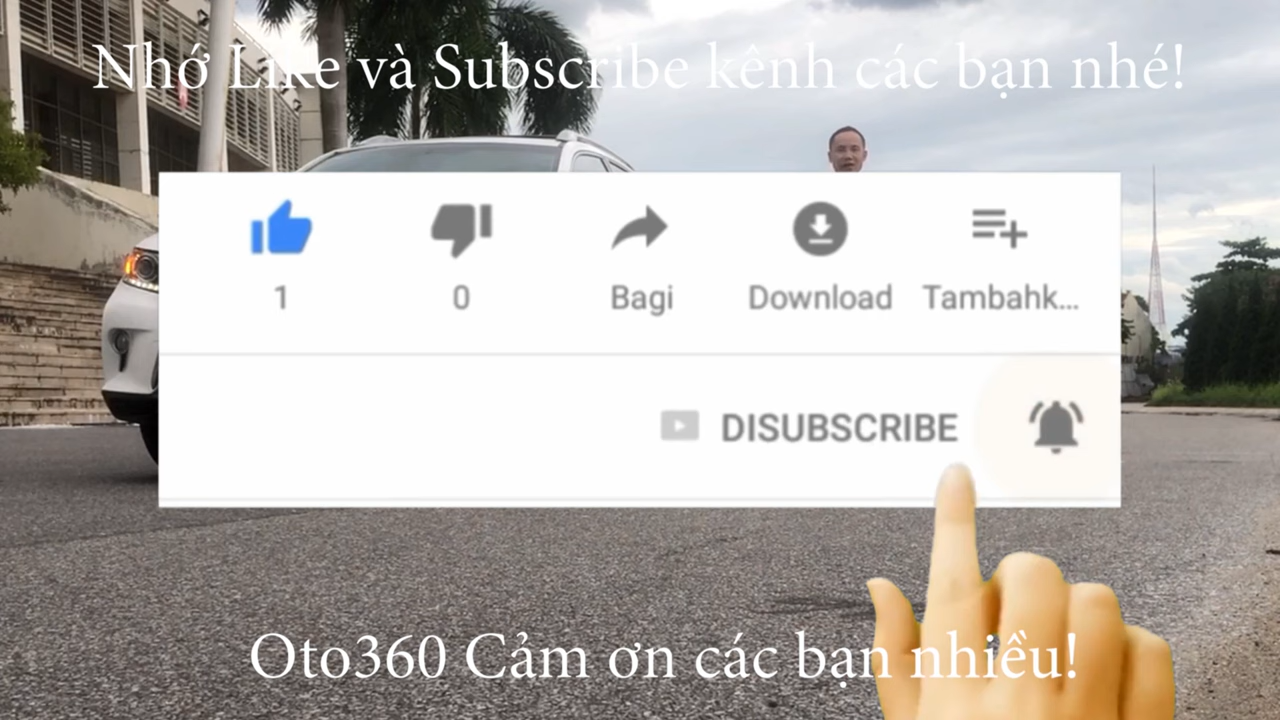 Nhớ Like và Subscribe kênh các bạn nhé!
1 0 Bagi Download Tambahk...
DISUBSCRIBE
Oto360 Cảm ơn các bạn nhiều!